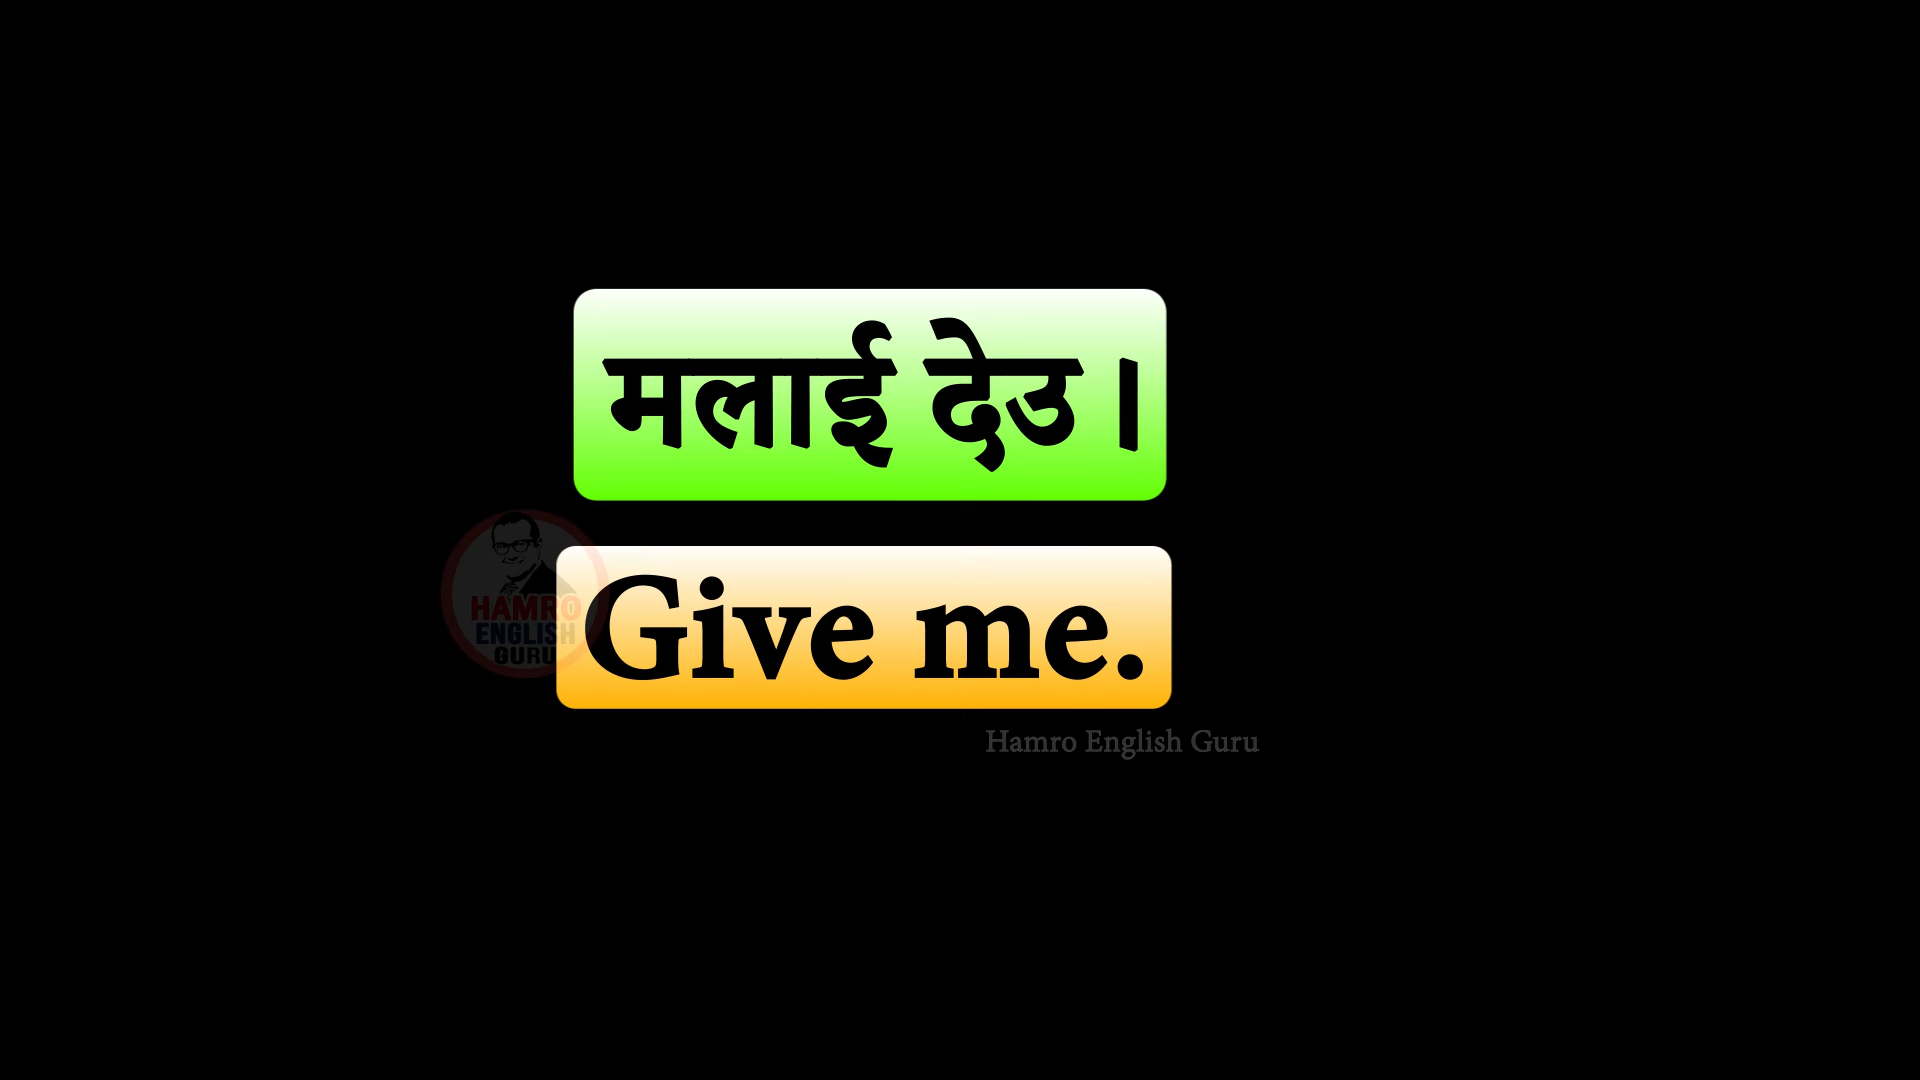 मलाई देउ ।
HAMRO
ENGLISH
GURU
Give me.
Hamro English Guru